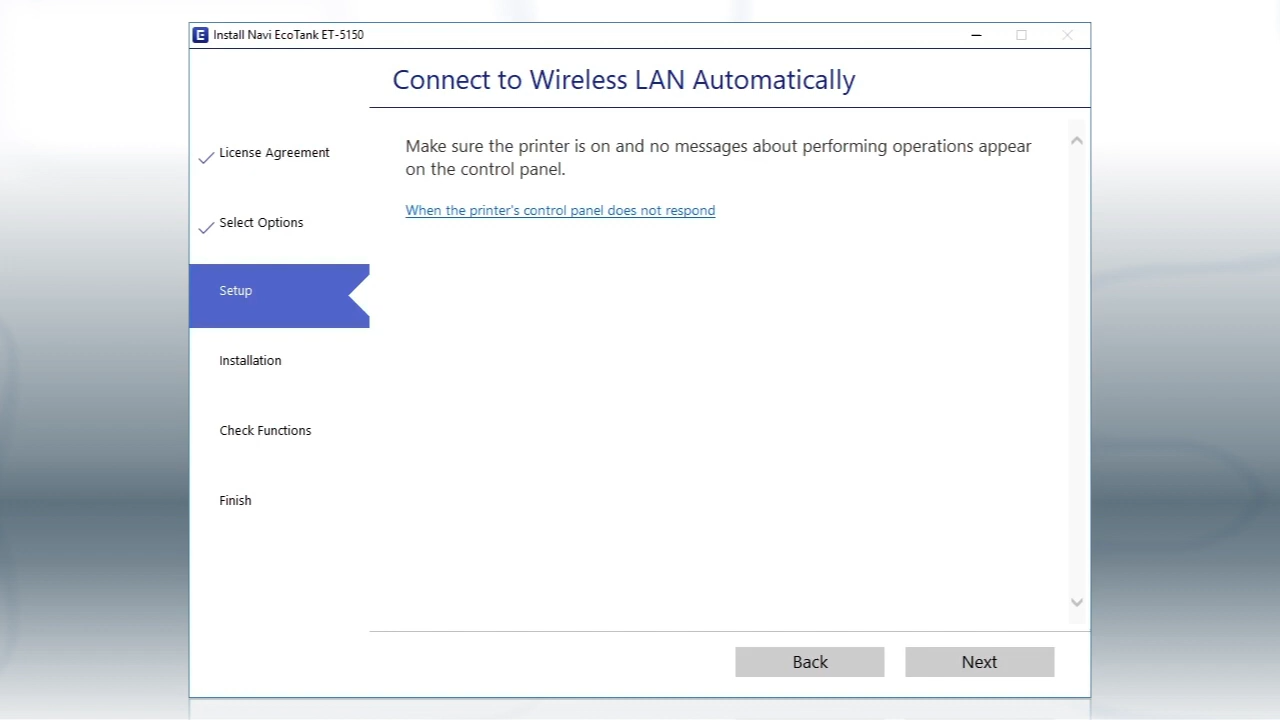 E Install Navi EcoTank ET-5150
Connect to Wireless LAN Automatically
License Agreement
Select Options
Setup
Installation
Check Functions
Finish
Make sure the printer is on and no messages about performing operations appear
on the control panel.
When the printer's control panel does not respond
Back
Next